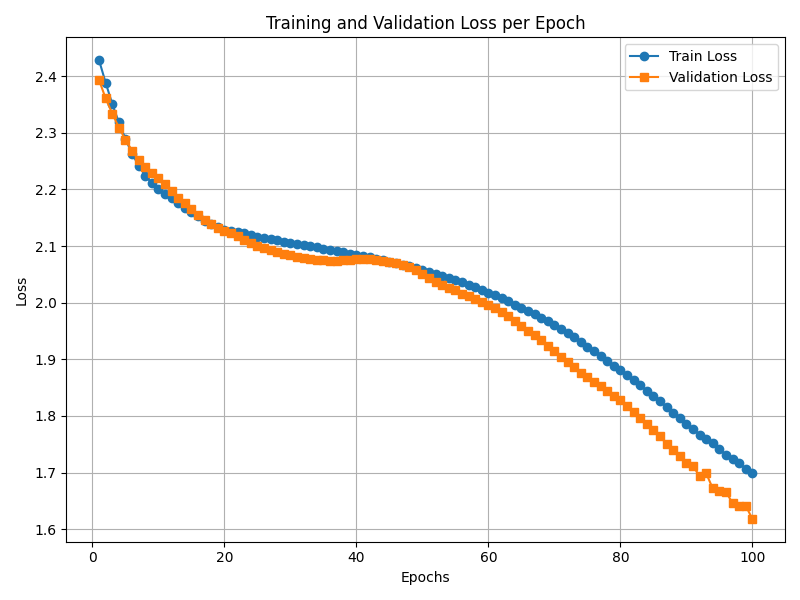 Training and Validation Loss per Epoch
Train Loss
Validation Loss
2.4
2.3
2.2
2.1
2.0
1.9
1.8
1.7
1.6
Loss
0 20 40 60 80 100
Epochs